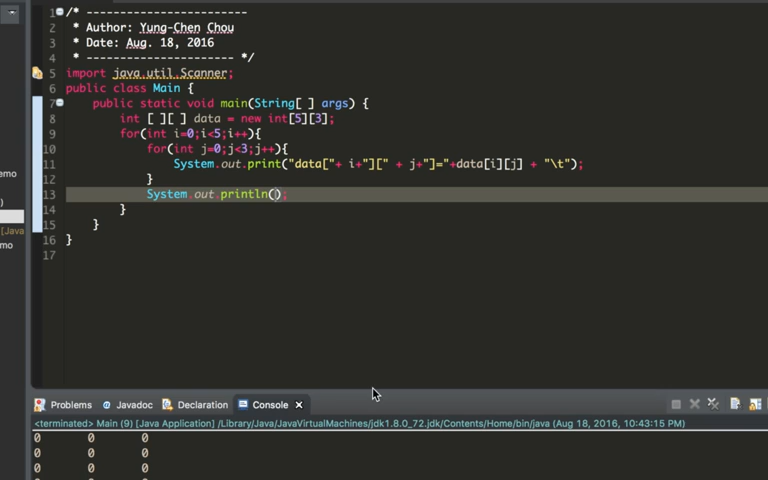 1 /* ------------------------
2 * Author: Yung-Chen Chou
3 * Date: Aug. 18, 2016
4 * ---------------------- */
5 import java.util.Scanner;
6 public class Main {
7 public static void main(String[ ] args) {
8 int [ ][ ] data = new int[5][3];
9 for(int i=0;i<5;i++){
10 for(int j=0;j<3;j++){
11 System.out.print("data["+ i+"][" + j+"]="+data[i][j] + "\t");
12 }
13 System.out.println();
14 }
15 }
16 }
17
emo
)
[Java
mo
Problems Javadoc Declaration Console
<terminated> Main (9) [Java Application] /Library/Java/JavaVirtualMachines/jdk1.8.0_72.jdk/Contents/Home/bin/java (Aug 18, 2016, 10:43:15 PM)
0 0 0
0 0 0
0 0 0